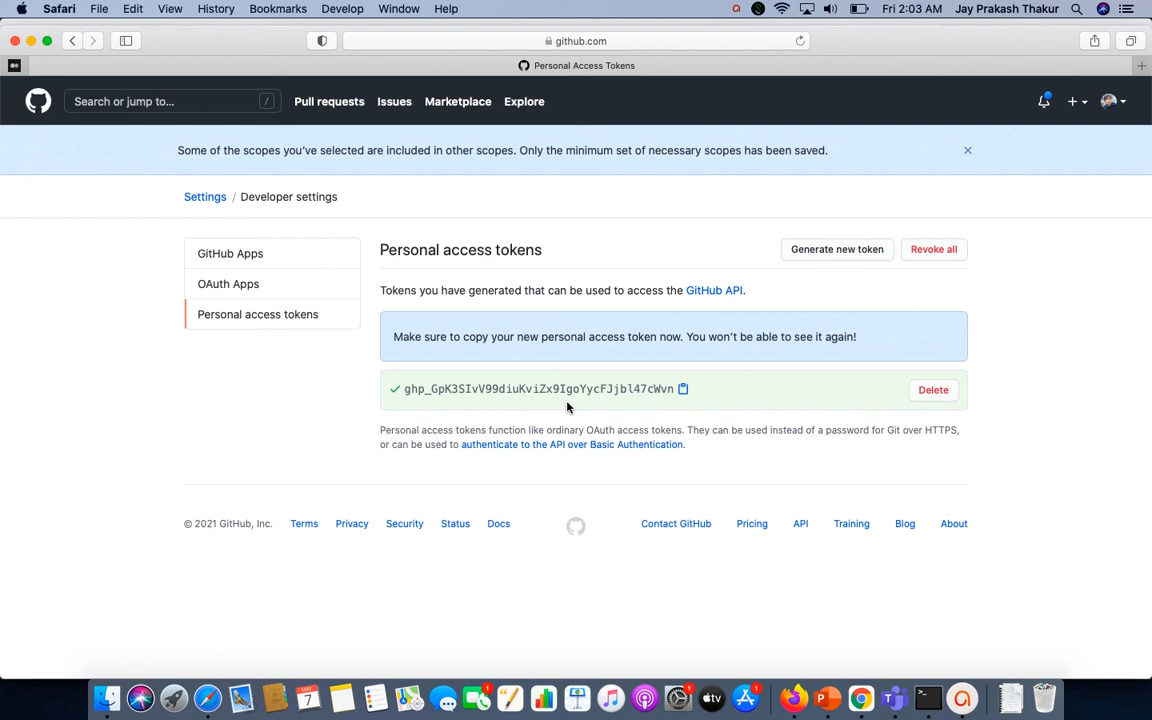 Safari File Edit View History Bookmarks Develop Window Help Fri 2:03 AM Jay Prakash Thakur
github.com
Personal Access Tokens
Search or jump to... / Pull requests Issues Marketplace Explore
Some of the scopes you've selected are included in other scopes. Only the minimum set of necessary scopes has been saved.
Settings / Developer settings
GitHub Apps
OAuth Apps
Personal access tokens
Personal access tokens
Generate new token
Revoke all
Tokens you have generated that can be used to access the GitHub API.
Make sure to copy your new personal access token now. You won't be able to see it again!
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
Delete
Personal access tokens function like ordinary OAuth access tokens. They can be used instead of a password for Git over HTTPS,
or can be used to authenticate to the API over Basic Authentication.
© 2021 GitHub, Inc. Terms Privacy Security Status Docs Contact GitHub Pricing API Training Blog About